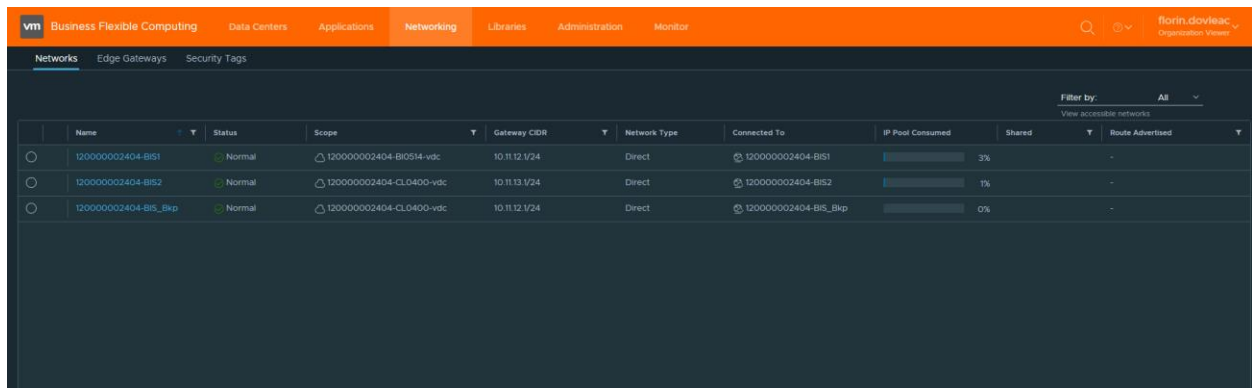 vm Business Flexible Computing Data Centers Applications Networking Libraries Administration Monitor florin.dovleac
Organization Viewer
Networks Edge Gateways Security Tags
Filter by: All
View accessible networks
Name Status Scope Gateway CIDR Network Type Connected To IP Pool Consumed Shared Route Advertised
120000002404-BIS1 Normal 120000002404-BI0514-vdc 10.11.12.1/24 Direct 120000002404-BIS1 3% -
120000002404-BIS2 Normal 120000002404-CL0400-vdc 10.11.13.1/24 Direct 120000002404-BIS2 1% -
120000002404-BIS_Bkp Normal 120000002404-CL0400-vdc 10.11.12.1/24 Direct 120000002404-BIS_Bkp 0% -